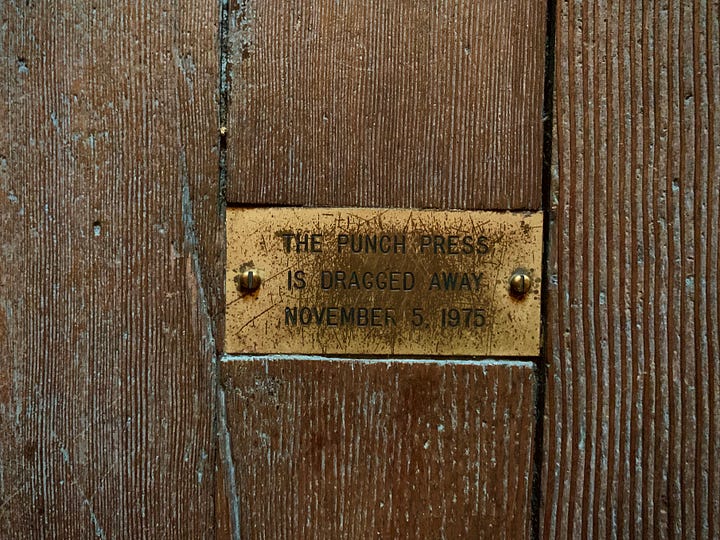 THE PUNCH PRESS
IS DRAGGED AWAY
NOVEMBER 5, 1975